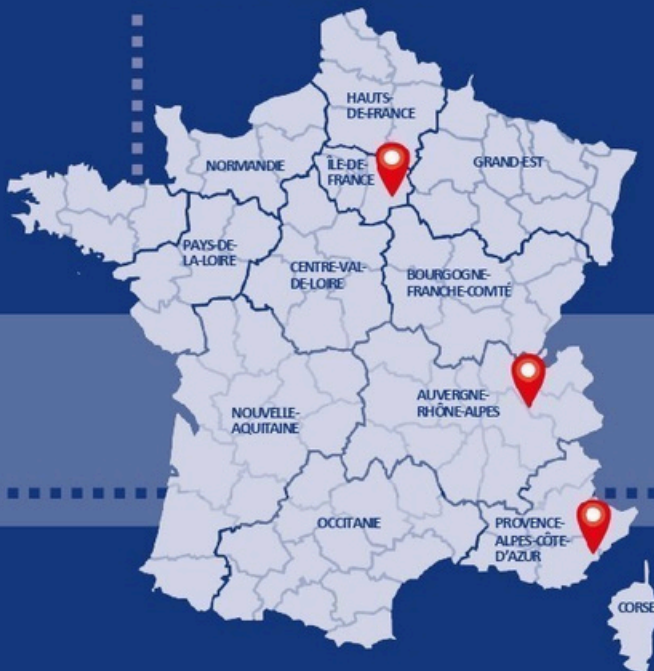 HAUTS-
DE-FRANCE
NORMANDIE
ÎLE-DE-
FRANCE
GRAND-EST
PAYS-DE-
LA-LOIRE
CENTRE-VAL-
DE-LOIRE
BOURGOGNE-
FRANCHE-COMTÉ
AUVERGNE-
RHÔNE-ALPES
NOUVELLE-
AQUITAINE
OCCITANIE
PROVENCE-
ALPES-CÔTE-
D'AZUR
CORSE